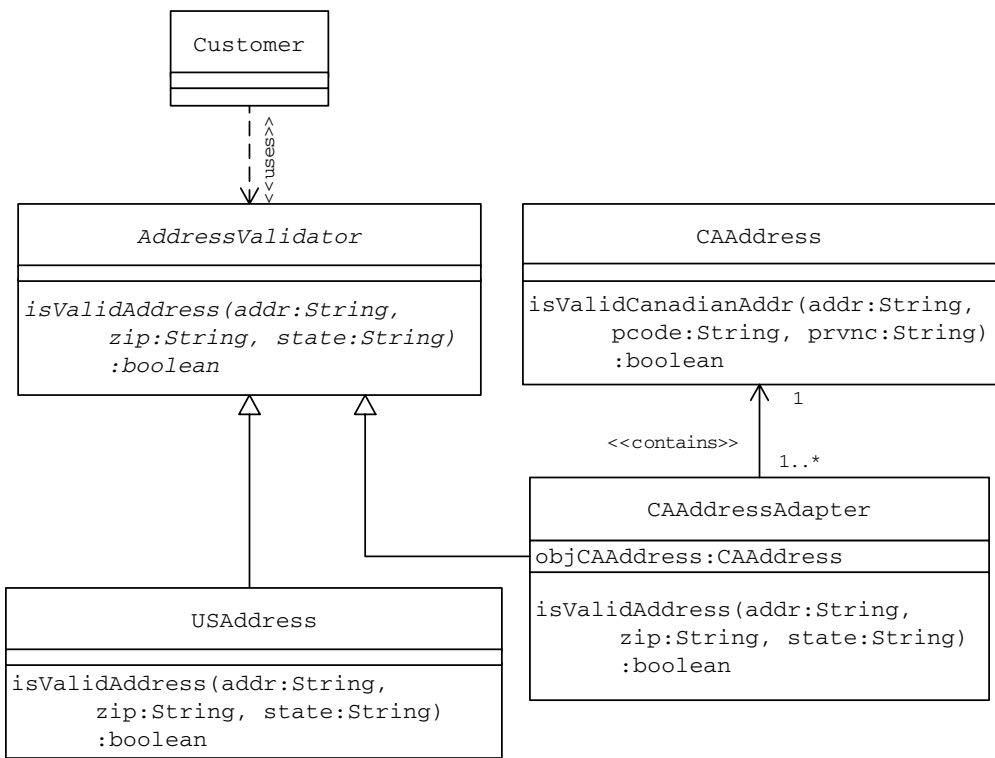 Customer
<<uses>>
AddressValidator
isValidAddress(addr:String,
zip:String, state:String)
:boolean
CAAddress
isValidCanadianAddr(addr:String,
pcode:String, prvnc:String)
:boolean
1
<<contains>>
1..*
CAAddressAdapter
objCAAddress:CAAddress
isValidAddress(addr:String,
zip:String, state:String)
:boolean
USAddress
isValidAddress(addr:String,
zip:String, state:String)
:boolean